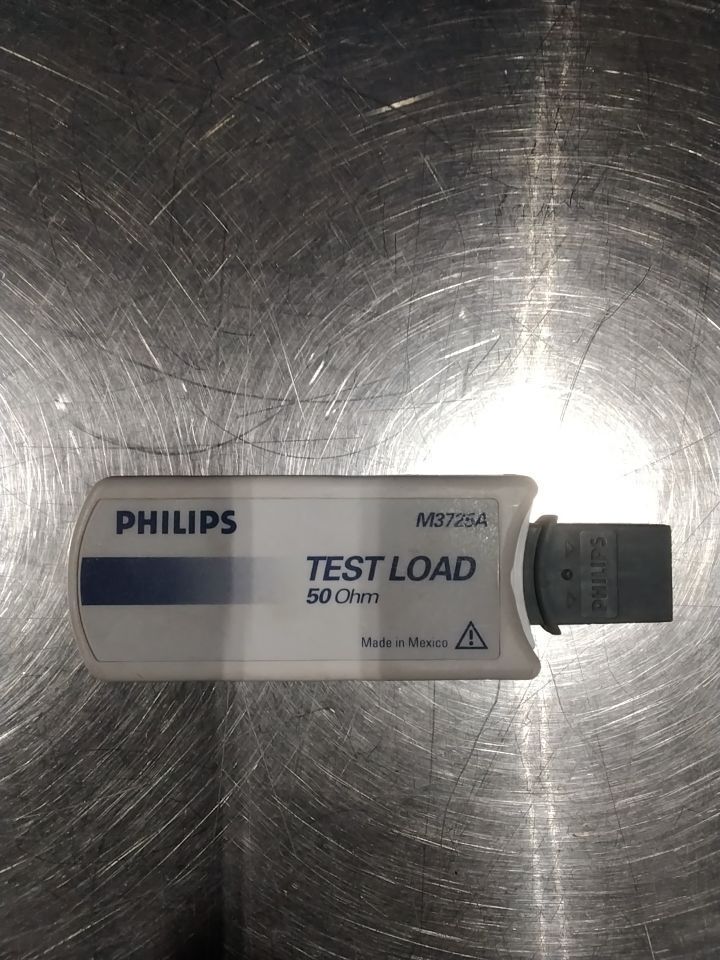 PHILIPS
M3725A
TEST LOAD
50 Ohm
Made in Mexico
PHILIPS